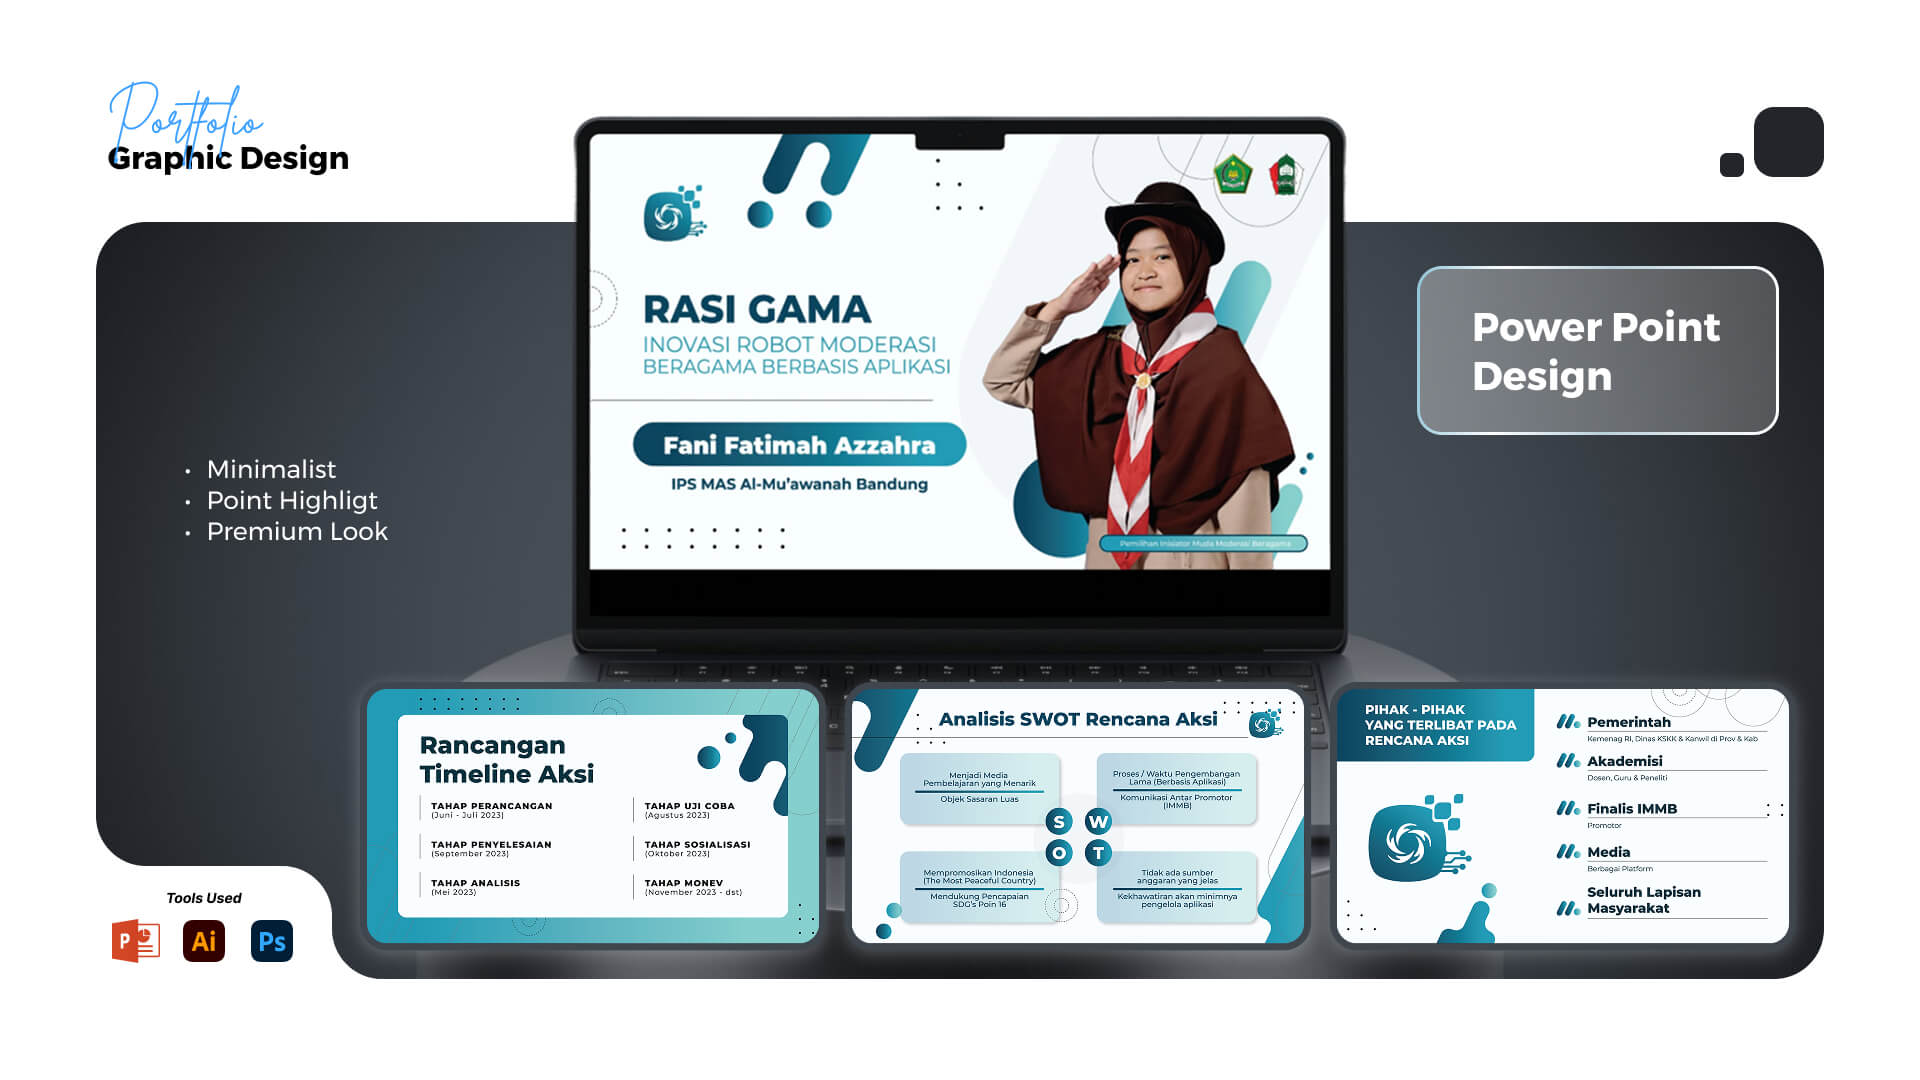 Portfolio
Graphic Design
Power Point
Design
• Minimalist
• Point Highligt
• Premium Look
RASI GAMA
INOVASI ROBOT MODERASI
BERAGAMA BERBASIS APLIKASI
Fani Fatimah Azzahra
IPS MAS Al-Mu'awanah Bandung
Pemilihan Inisiator Muda Moderasi Beragama
Tools Used
P
Ai
Ps
Rancangan
Timeline Aksi
TAHAP PERANCANGAN
(Juni - Juli 2023)
TAHAP PENYELESAIAN
(September 2023)
TAHAP ANALISIS
(Mei 2023)
TAHAP UJI COBA
(Agustus 2023)
TAHAP SOSIALISASI
(Oktober 2023)
TAHAP MONEV
(November 2023 - dst)
Analisis SWOT Rencana Aksi
Menjadi Media
Pembelajaran yang Menarik
Objek Sasaran Luas
Proses / Waktu Pengembangan
Lama (Berbasis Aplikasi)
Komunikasi Antar Promotor
(IMMB)
S
W
O
T
Mempromosikan Indonesia
(The Most Peaceful Country)
Mendukung Pencapaian
SDG's Poin 16
Tidak ada sumber
anggaran yang jelas
Kekhawatiran akan minimnya
pengelola aplikasi
PIHAK - PIHAK
YANG TERLIBAT PADA
RENCANA AKSI
Pemerintah
Kemenag RI, Dinas KSKK & Kanwil di Prov & Kab
Akademisi
Dosen, Guru & Peneliti
Finalis IMMB
Promotor
Media
Berbagai Platform
Seluruh Lapisan
Masyarakat